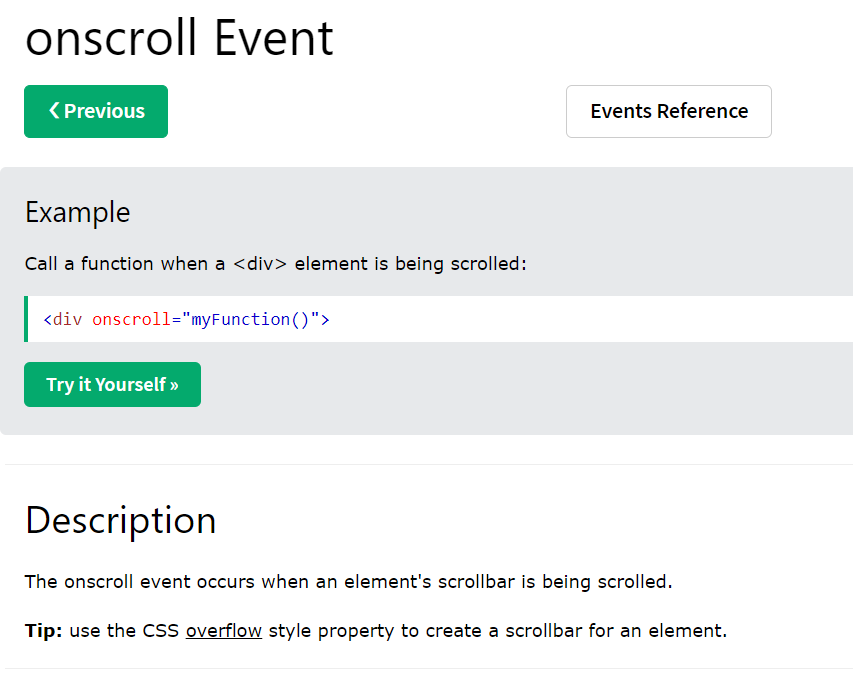 onscroll Event
❮ Previous
Events Reference
Example
Call a function when a <div> element is being scrolled:
<div onscroll="myFunction()">
Try it Yourself »
Description
The onscroll event occurs when an element's scrollbar is being scrolled.
Tip: use the CSS overflow style property to create a scrollbar for an element.